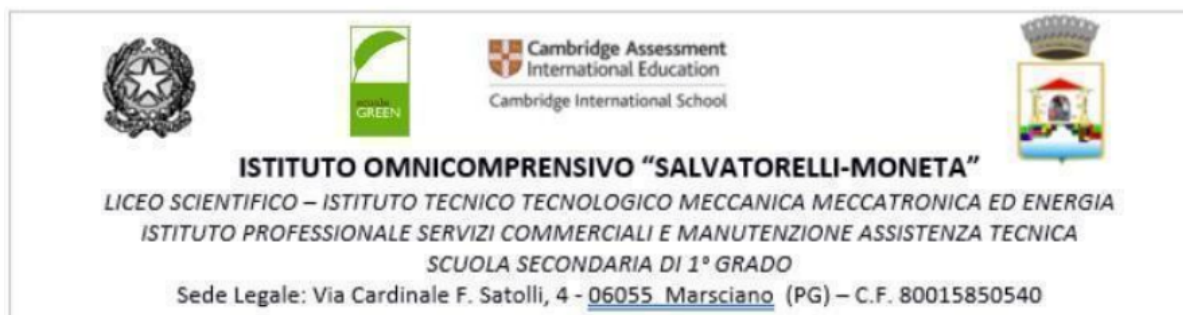 scuola
GREEN
Cambridge Assessment
International Education
Cambridge International School
ISTITUTO OMNICOMPRENSIVO “SALVATORELLI-MONETA”
LICEO SCIENTIFICO – ISTITUTO TECNICO TECNOLOGICO MECCANICA MECCATRONICA ED ENERGIA
ISTITUTO PROFESSIONALE SERVIZI COMMERCIALI E MANUTENZIONE ASSISTENZA TECNICA
SCUOLA SECONDARIA DI 1° GRADO
Sede Legale: Via Cardinale F. Satolli, 4 - 06055 Marsciano (PG) – C.F. 80015850540